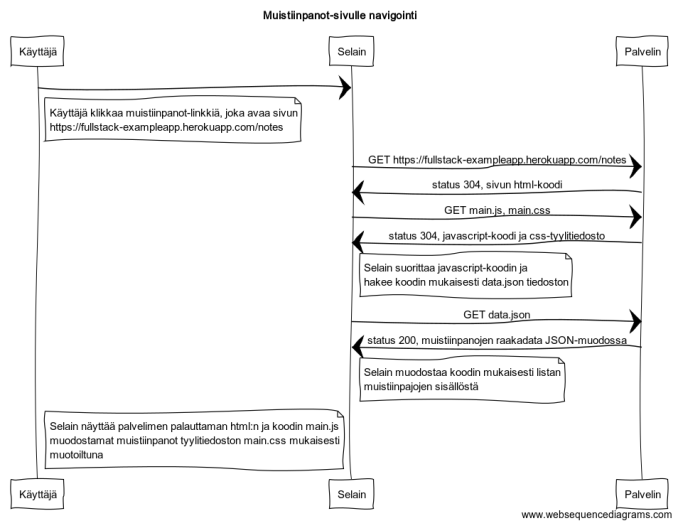 Muistiinpanot-sivulle navigointi
Käyttäjä
Selain
Palvelin
Käyttäjä klikkaa muistiinpanot-linkkiä, joka avaa sivun
https://fullstack-exampleapp.herokuapp.com/notes
GET https://fullstack-exampleapp.herokuapp.com/notes
status 304, sivun html-koodi
GET main.js, main.css
status 304, javascript-koodi ja css-tyylitiedosto
Selain suorittaa javascript-koodin ja
hakee koodin mukaisesti data.json tiedoston
GET data.json
status 200, muistiinpanojen raakadata JSON-muodossa
Selain muodostaa koodin mukaisesti listan
muistiinpajojen sisällöstä
Selain näyttää palvelimen palauttaman html:n ja koodin main.js
muodostamat muistiinpanot tyylitiedoston main.css mukaisesti
muotoiltuna
Käyttäjä
Selain
Palvelin
www.websequencediagrams.com